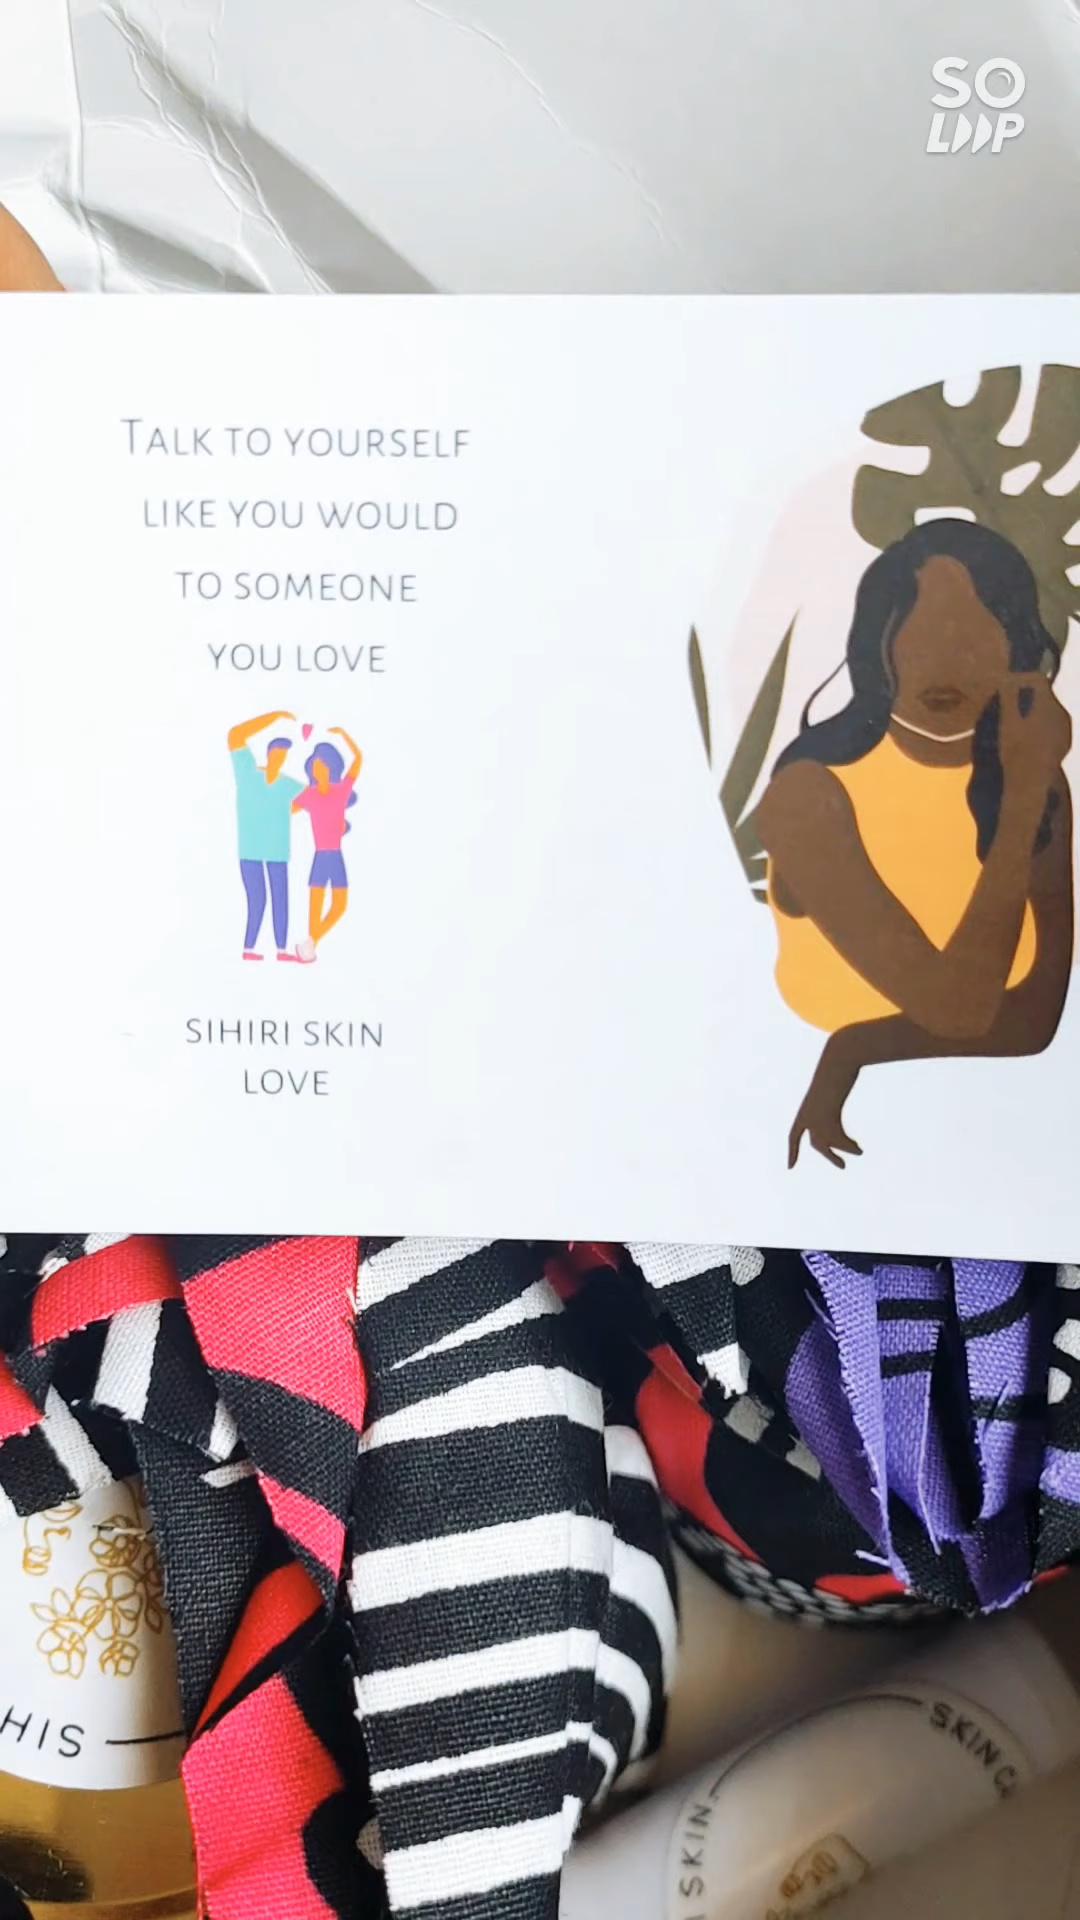 SO
LOOP
TALK TO YOURSELF
LIKE YOU WOULD
TO SOMEONE
YOU LOVE
SIHIRI SKIN
LOVE
HIS
SKIN
SKIN